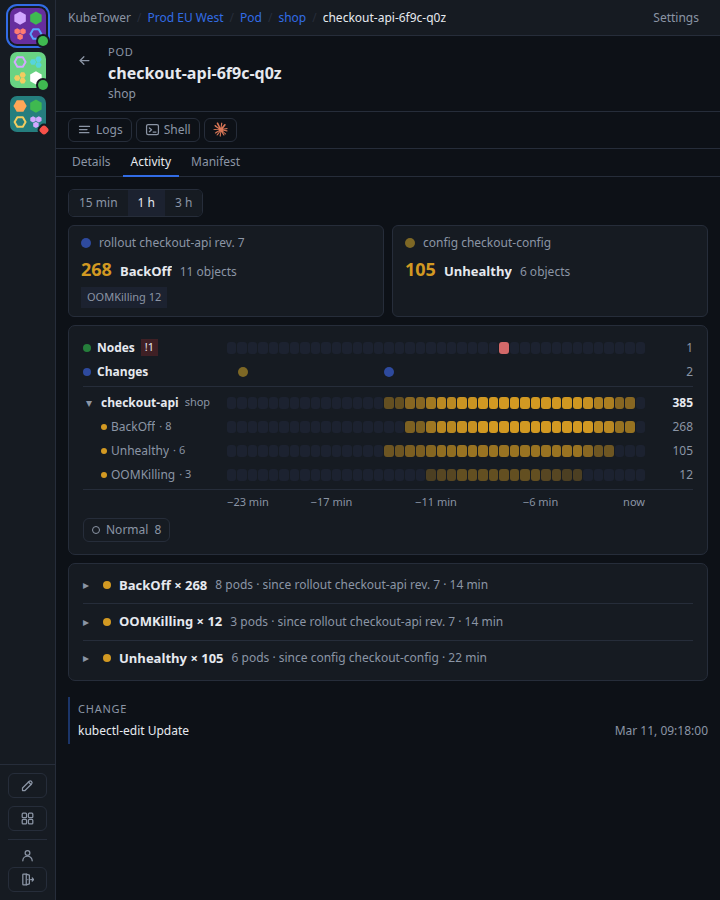 KubeTower / Prod EU West / Pod / shop / checkout-api-6f9c-q0z Settings
POD
checkout-api-6f9c-q0z
shop
Logs Shell
Details Activity Manifest
15 min 1 h 3 h
rollout checkout-api rev. 7
268 BackOff 11 objects
OOMKilling 12
config checkout-config
105 Unhealthy 6 objects
Nodes !1 1
Changes 2
checkout-api shop 385
BackOff · 8 268
Unhealthy · 6 105
OOMKilling · 3 12
−23 min −17 min −11 min −6 min now
Normal 8
BackOff × 268 8 pods · since rollout checkout-api rev. 7 · 14 min
OOMKilling × 12 3 pods · since rollout checkout-api rev. 7 · 14 min
Unhealthy × 105 6 pods · since config checkout-config · 22 min
CHANGE
kubectl-edit Update Mar 11, 09:18:00